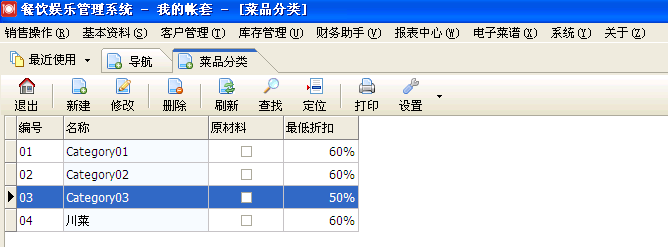 餐饮娱乐管理系统 - 我的帐套 - [菜品分类]
销售操作(R) 基本资料(S) 客户管理(T) 库存管理(U) 财务助手(V) 报表中心(W) 电子菜谱(X) 系统(Y) 关于(Z)
最近使用 导航 菜品分类
退出 新建 修改 删除 刷新 查找 定位 打印 设置
编号 名称 原材料 最低折扣
01 Category01 60%
02 Category02 60%
03 Category03 50%
04 川菜 60%